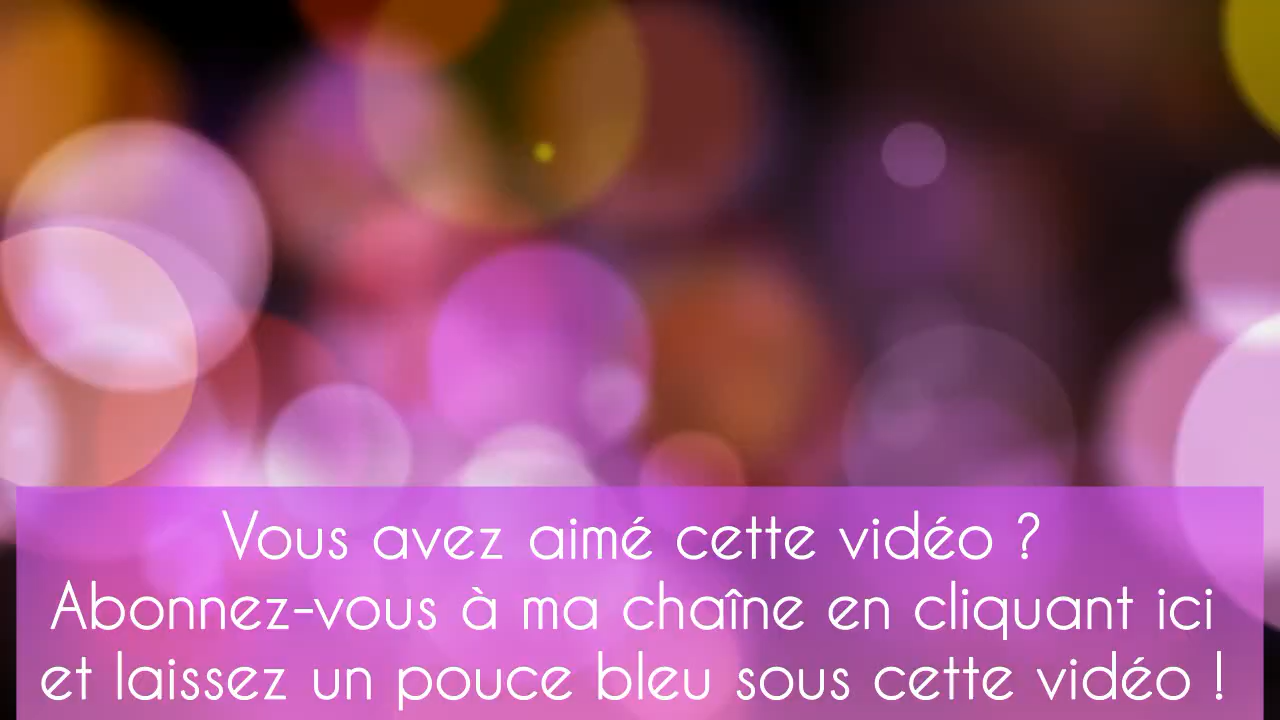 Vous avez aimé cette vidéo ?
Abonnez-vous à ma chaîne en cliquant ici
et laissez un pouce bleu sous cette vidéo !